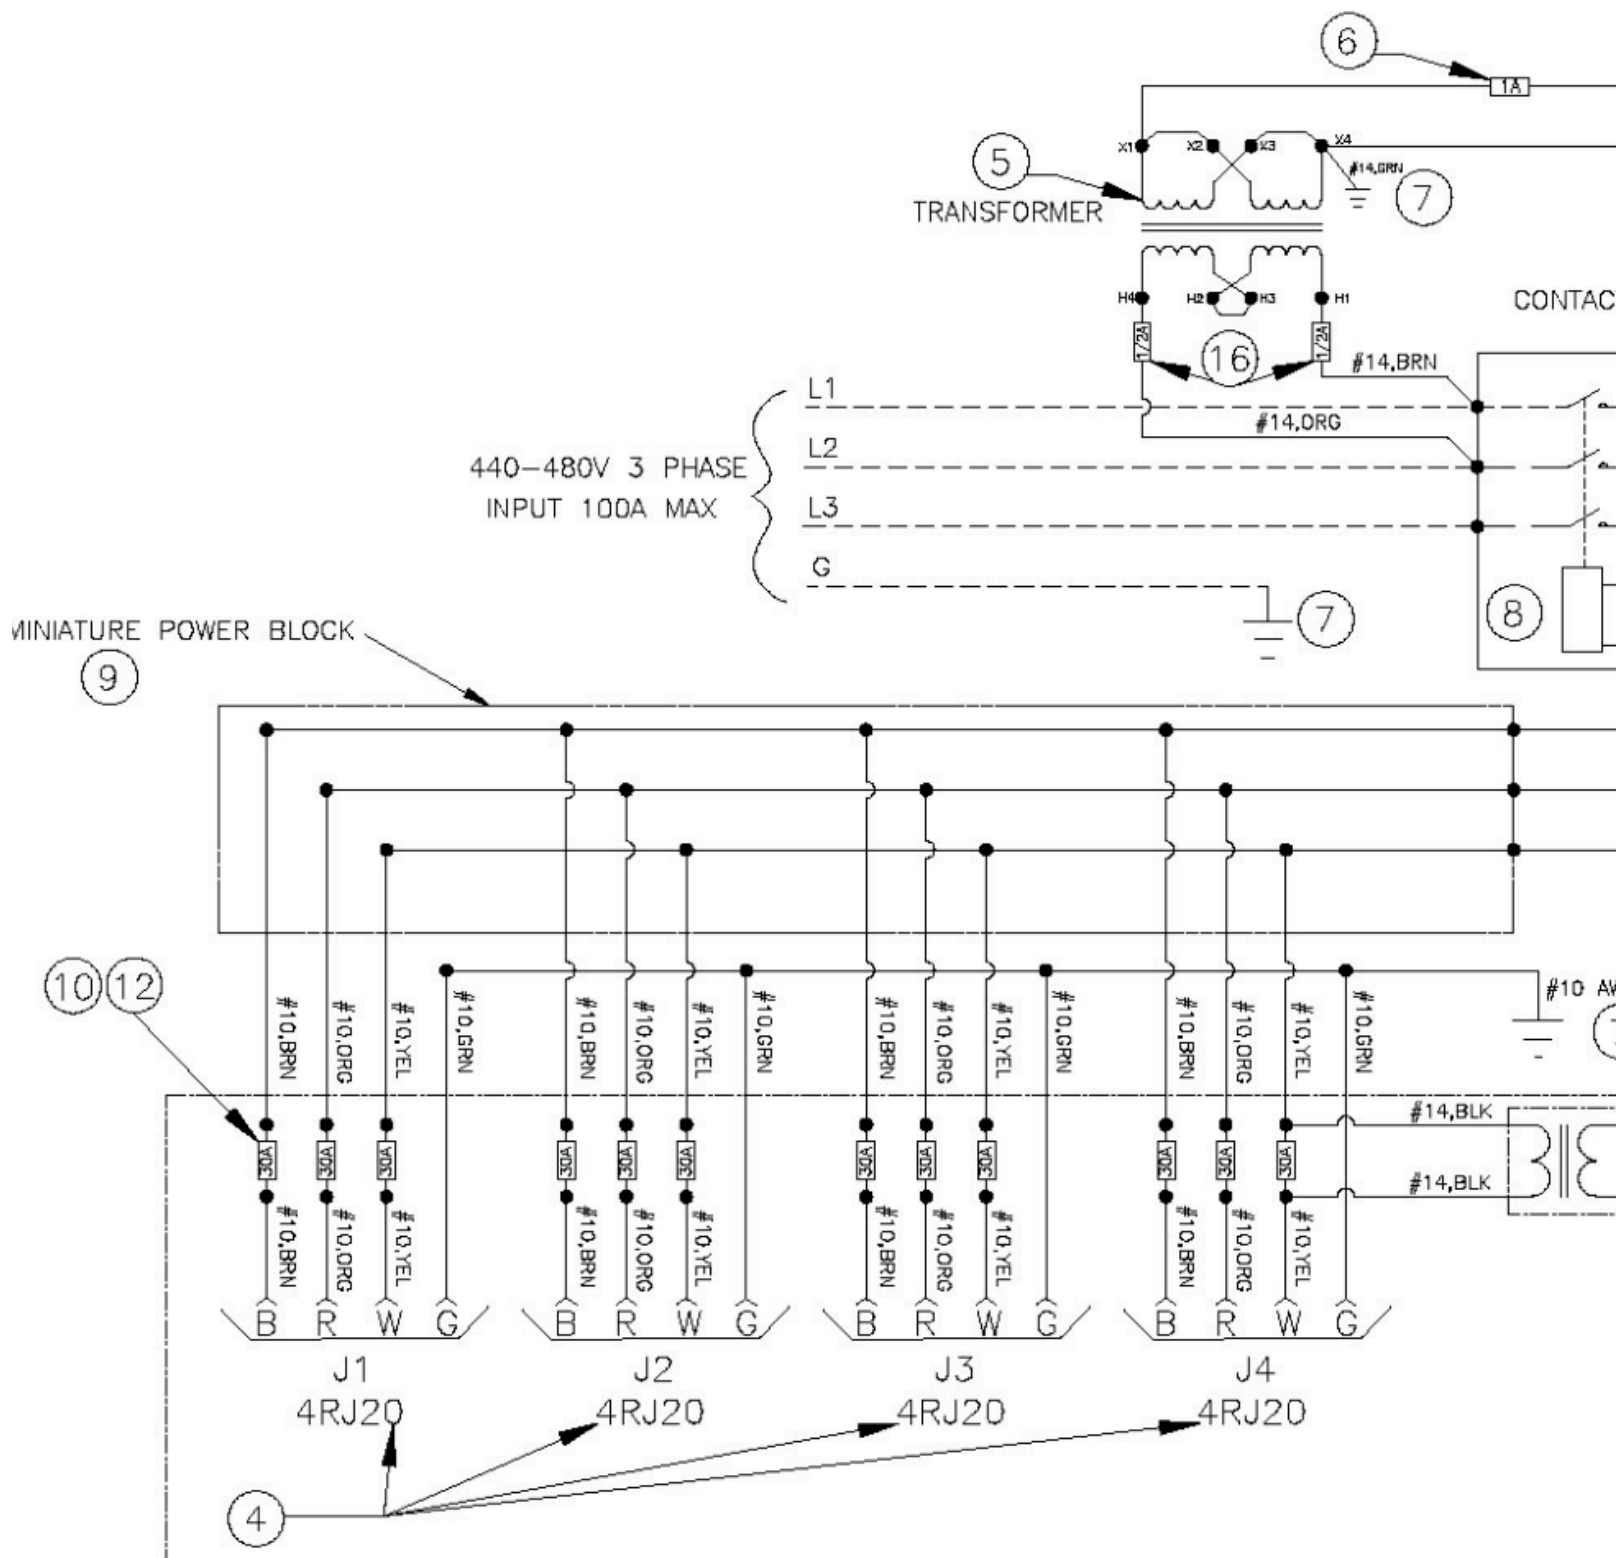 6
1A
X1
X2
X3
X4
5
#14,GRN
7
TRANSFORMER
H4
H2
H3
H1
CONTAC
1/2A
16
1/2A
#14,BRN
L1
#14,ORG
440-480V 3 PHASE
L2
INPUT 100A MAX
L3
G
7
8
MINIATURE POWER BLOCK
9
10
12
#10,BRN
#10,ORG
#10,YEL
#10,GRN
#10,BRN
#10,ORG
#10,YEL
#10,GRN
#10,BRN
#10,ORG
#10,YEL
#10,GRN
#10,BRN
#10,ORG
#10,YEL
#10,GRN
#10 AW
#14,BLK
30A
30A
30A
30A
30A
30A
30A
30A
30A
30A
30A
30A
#14,BLK
#10,BRN
#10,ORG
#10,YEL
#10,BRN
#10,ORG
#10,YEL
#10,BRN
#10,ORG
#10,YEL
#10,BRN
#10,ORG
#10,YEL
B R W G
B R W G
B R W G
B R W G
J1
J2
J3
J4
4RJ20
4RJ20
4RJ20
4RJ20
4